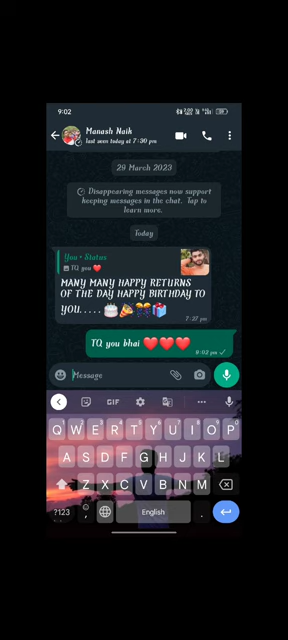 9:02
Manash Naik
last seen today at 7:30 pm
29 March 2023
Disappearing messages now support
keeping messages in the chat. Tap to
learn more.
Today
You • Status
TQ you ❤️
MANY MANY HAPPY RETURNS
OF THE DAY HAPPY BIRTHDAY TO
YOU.....🎂🎉🎊🎁
7:27 pm
TQ you bhai ❤️❤️❤️
9:02 pm
Message
GIF
Q W E R T Y U I O P
A S D F G H J K L
Z X C V B N M
?123 , English .